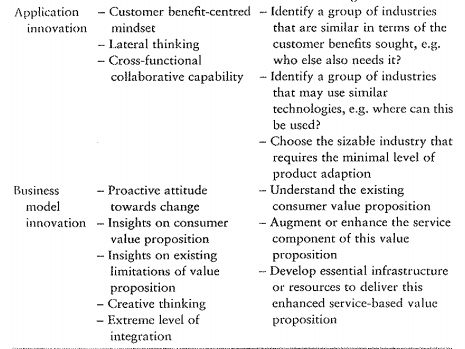 Application – Customer benefit-centred – Identify a group of industries
innovation mindset that are similar in terms of the
– Lateral thinking customer benefits sought, e.g.
– Cross-functional who else also needs it?
collaborative capability – Identify a group of industries
that may use similar
technologies, e.g. where can this
be used?
– Choose the sizable industry that
requires the minimal level of
product adaption
Business – Proactive attitude – Understand the existing
model towards change consumer value proposition
innovation – Insights on consumer – Augment or enhance the service
value proposition component of this value
– Insights on existing proposition
limitations of value – Develop essential infrastructure
proposition or resources to deliver this
– Creative thinking enhanced service-based value
– Extreme level of proposition
integration